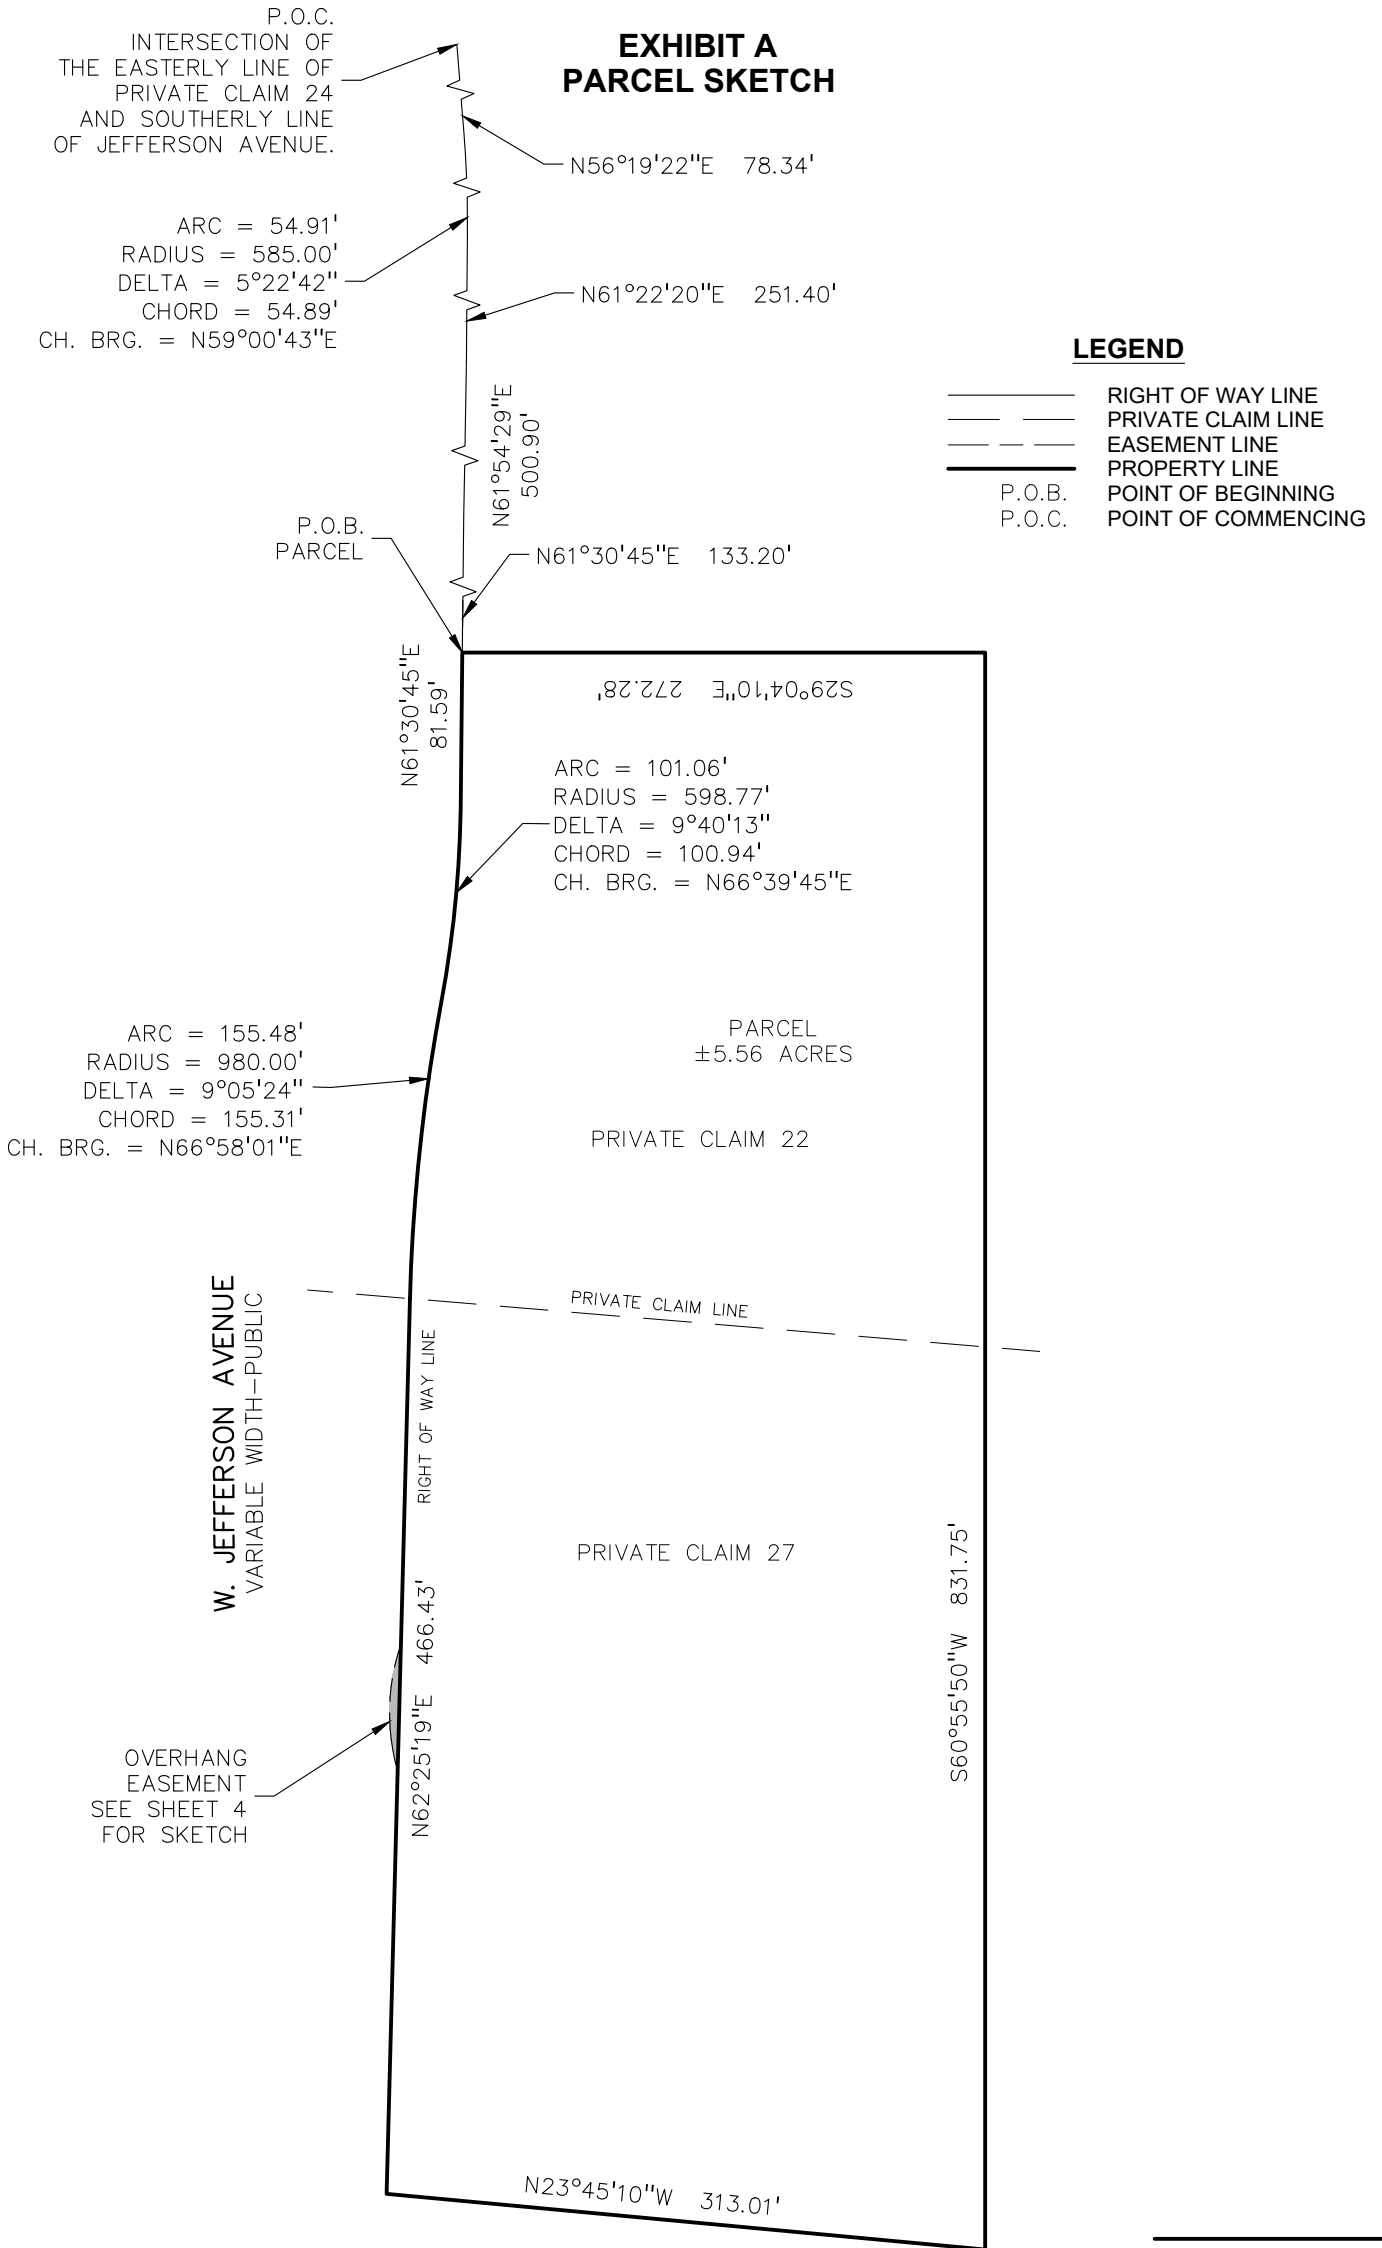 EXHIBIT A
PARCEL SKETCH
P.O.C.
INTERSECTION OF
THE EASTERLY LINE OF
PRIVATE CLAIM 24
AND SOUTHERLY LINE
OF JEFFERSON AVENUE.
N56°19'22"E 78.34'
ARC = 54.91'
RADIUS = 585.00'
DELTA = 5°22'42"
CHORD = 54.89'
CH. BRG. = N59°00'43"E
N61°22'20"E 251.40'
LEGEND
RIGHT OF WAY LINE
PRIVATE CLAIM LINE
EASEMENT LINE
PROPERTY LINE
P.O.B. POINT OF BEGINNING
P.O.C. POINT OF COMMENCING
N61°54'29"E
500.90'
P.O.B.
PARCEL
N61°30'45"E 133.20'
N61°30'45"E
81.59'
S29°04'10"E 272.28'
ARC = 101.06'
RADIUS = 598.77'
DELTA = 9°40'13"
CHORD = 100.94'
CH. BRG. = N66°39'45"E
PARCEL
±5.56 ACRES
ARC = 155.48'
RADIUS = 980.00'
DELTA = 9°05'24"
CHORD = 155.31'
CH. BRG. = N66°58'01"E
PRIVATE CLAIM 22
W. JEFFERSON AVENUE
VARIABLE WIDTH-PUBLIC
PRIVATE CLAIM LINE
RIGHT OF WAY LINE
PRIVATE CLAIM 27
N62°25'19"E 466.43'
S60°55'50"W 831.75'
OVERHANG
EASEMENT
SEE SHEET 4
FOR SKETCH
N23°45'10"W 313.01'